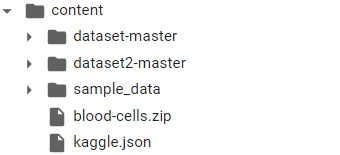 content
dataset-master
dataset2-master
sample_data
blood-cells.zip
kaggle.json